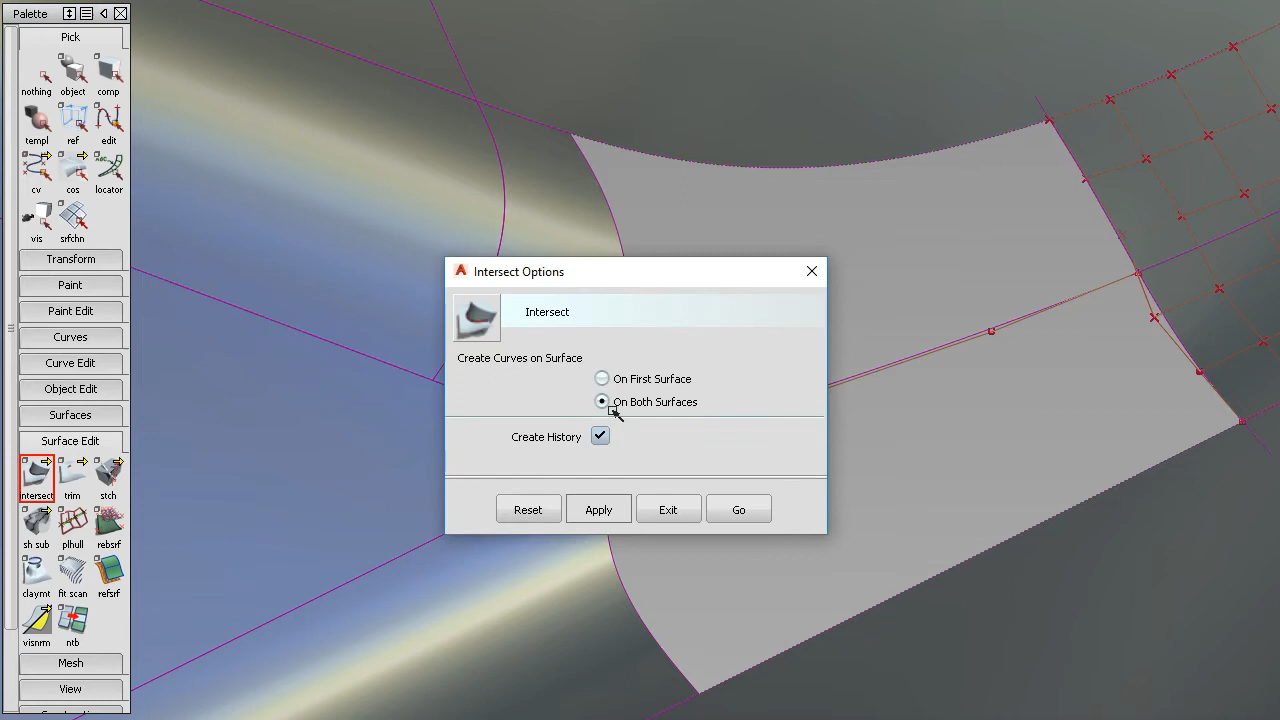 Palette
Pick
nothing object comp
templ ref edit
cv cos locator
vis srfchn
Transform
Paint
Paint Edit
Curves
Curve Edit
Object Edit
Surfaces
Surface Edit
ntersect trim stch
sh sub plhull rebsrf
claymt fit scan refsrf
visnrm ntb
Mesh
View
Intersect Options
Intersect
Create Curves on Surface
On First Surface
On Both Surfaces
Create History
Reset Apply Exit Go